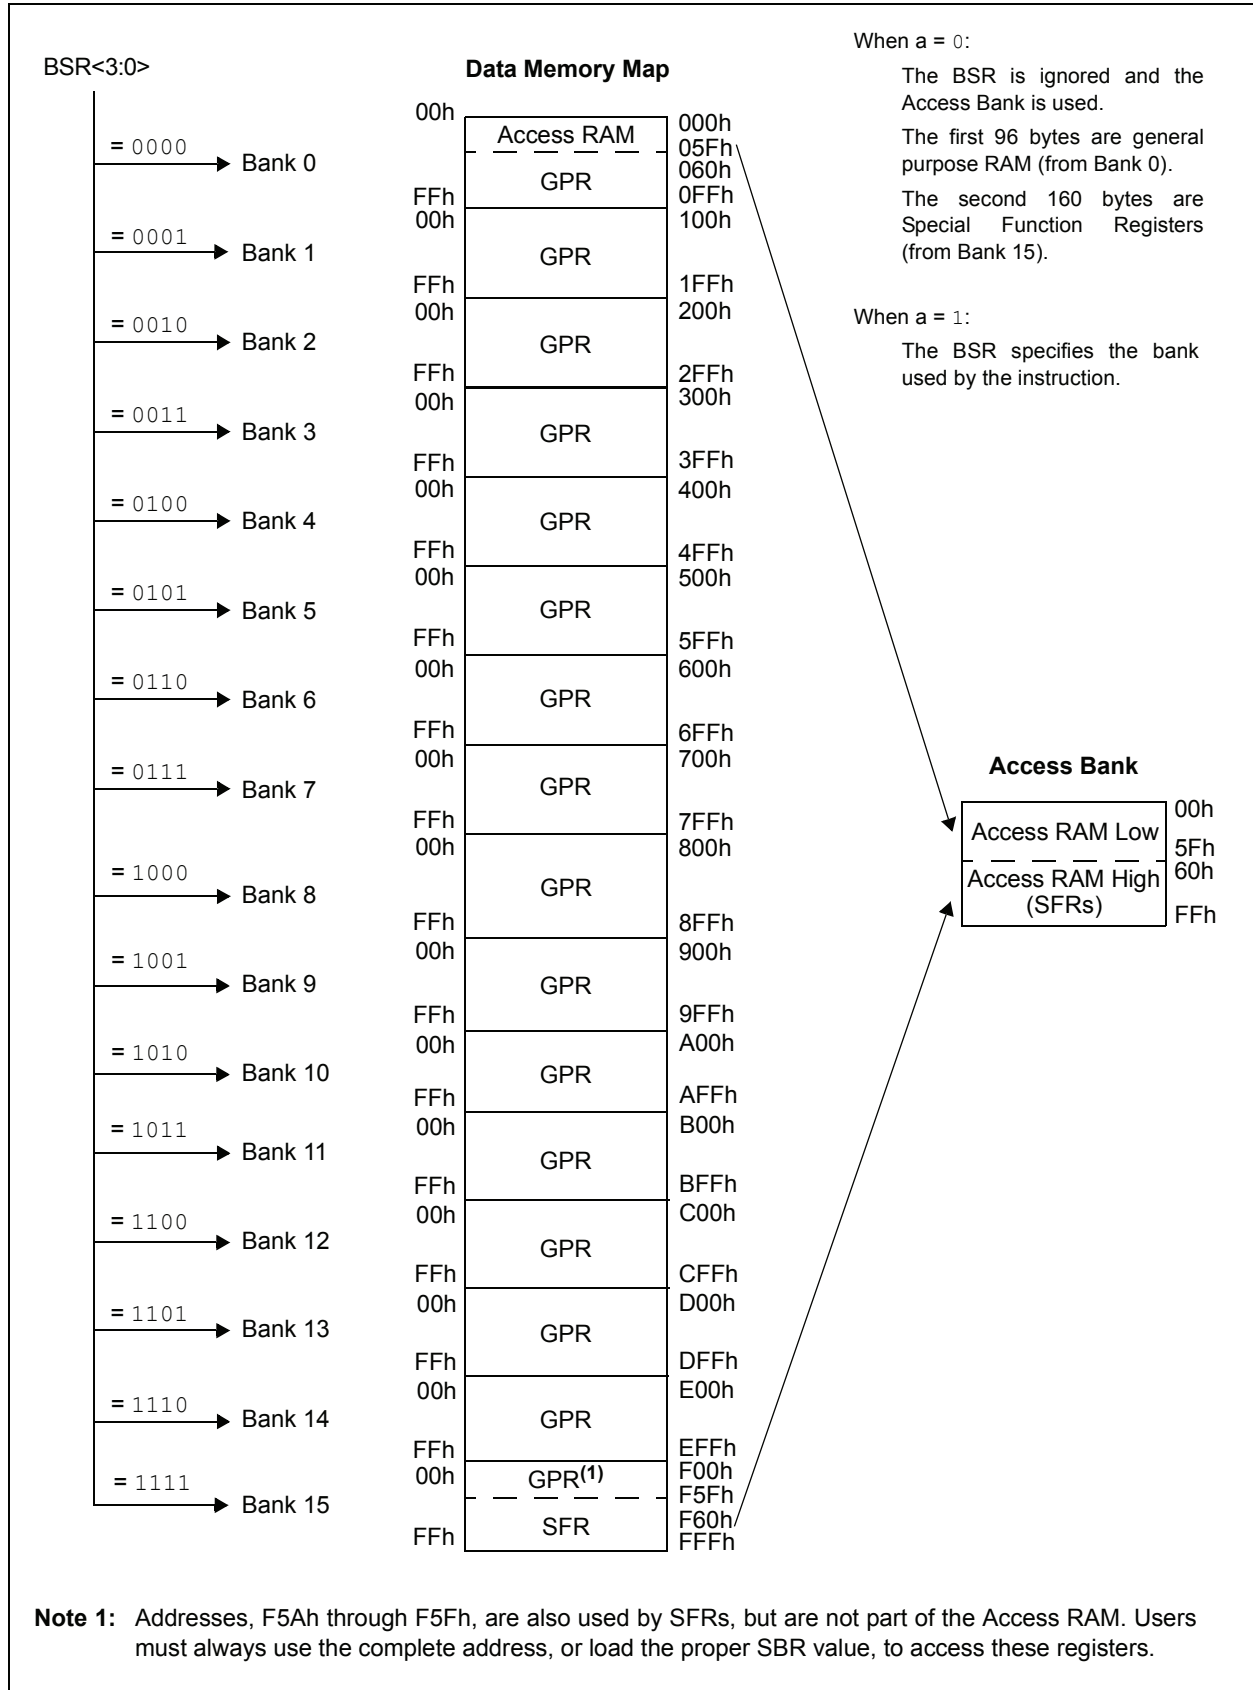 When a = 0:
BSR<3:0>
Data Memory Map
The BSR is ignored and the
Access Bank is used.
The first 96 bytes are general
purpose RAM (from Bank 0).
The second 160 bytes are
Special Function Registers
(from Bank 15).
When a = 1:
The BSR specifies the bank
used by the instruction.
= 0000
Bank 0
00h
Access RAM
000h
05Fh
GPR
060h
FFh
0FFh
= 0001
Bank 1
00h
GPR
100h
FFh
1FFh
= 0010
Bank 2
00h
GPR
200h
FFh
2FFh
= 0011
Bank 3
00h
GPR
300h
FFh
3FFh
= 0100
Bank 4
00h
GPR
400h
FFh
4FFh
= 0101
Bank 5
00h
GPR
500h
FFh
5FFh
= 0110
Bank 6
00h
GPR
600h
FFh
6FFh
= 0111
Bank 7
00h
GPR
700h
FFh
7FFh
= 1000
Bank 8
00h
GPR
800h
FFh
8FFh
= 1001
Bank 9
00h
GPR
900h
FFh
9FFh
= 1010
Bank 10
00h
GPR
A00h
FFh
AFFh
= 1011
Bank 11
00h
GPR
B00h
FFh
BFFh
= 1100
Bank 12
00h
GPR
C00h
FFh
CFFh
= 1101
Bank 13
00h
GPR
D00h
FFh
DFFh
= 1110
Bank 14
00h
GPR
E00h
FFh
EFFh
= 1111
Bank 15
00h
GPR(1)
F00h
F5Fh
SFR
F60h
FFh
FFFh
Access Bank
Access RAM Low
00h
5Fh
Access RAM High
(SFRs)
60h
FFh
Note 1: Addresses, F5Ah through F5Fh, are also used by SFRs, but are not part of the Access RAM. Users
must always use the complete address, or load the proper SBR value, to access these registers.